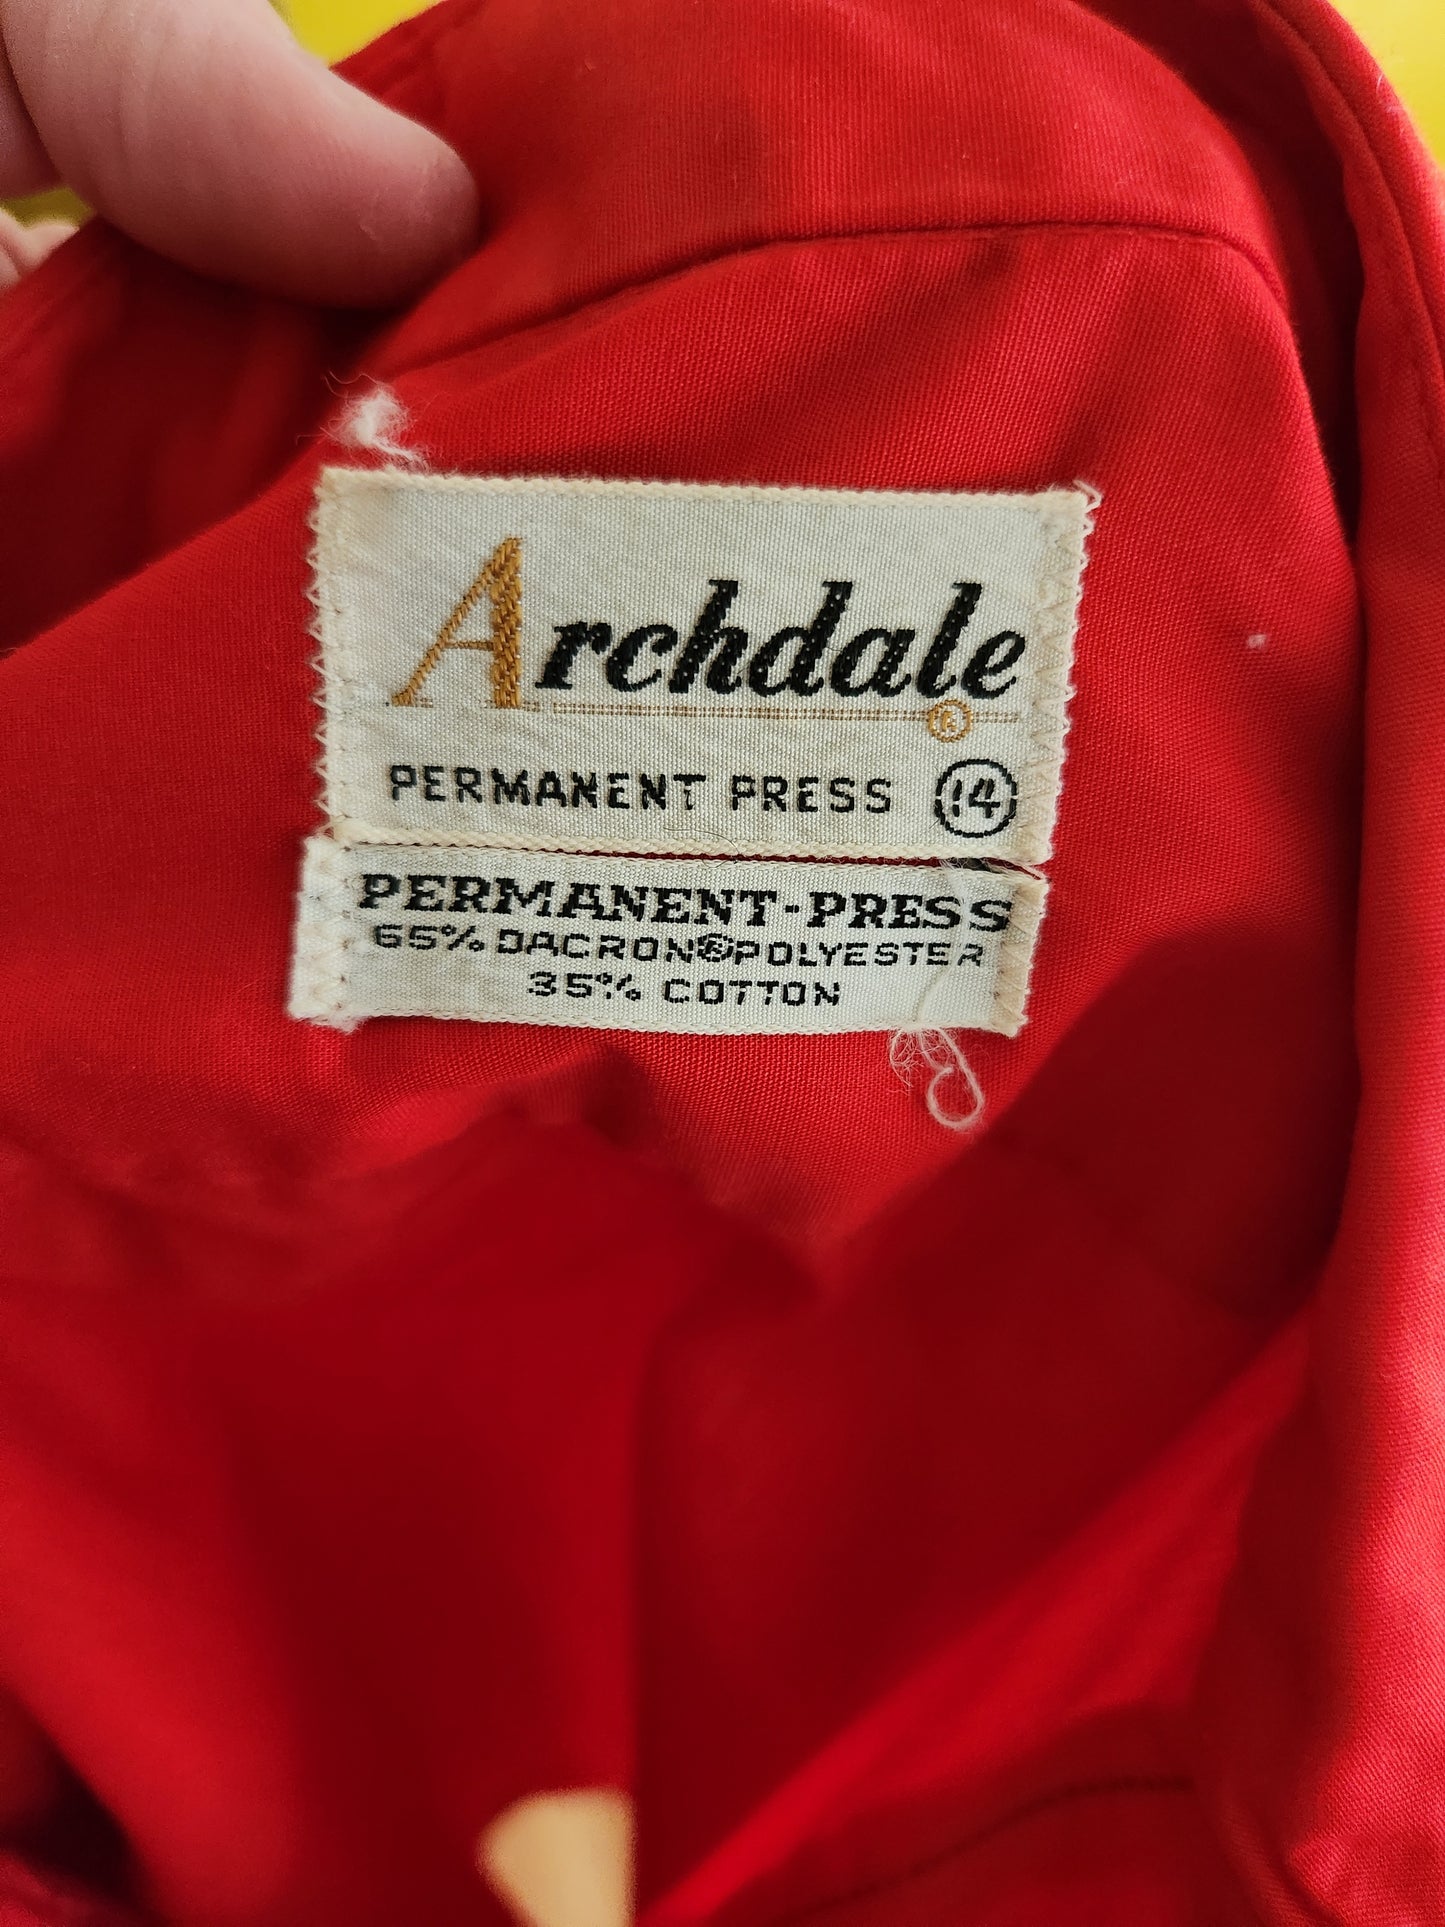 Archdale
®
PERMANENT PRESS 14
PERMANENT-PRESS
65% DACRON®POLYESTER
35% COTTON